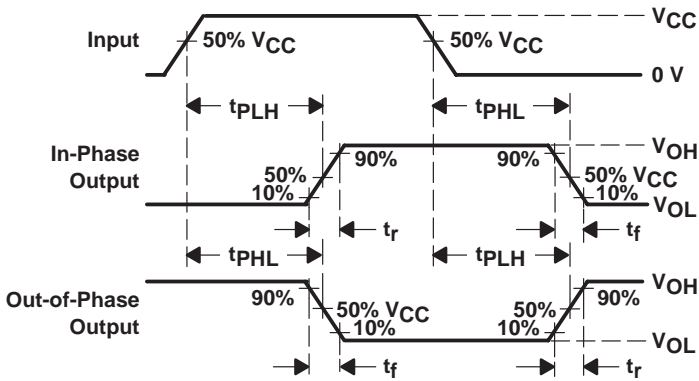 VCC
Input 50% VCC 50% VCC
0 V
tPLH tPHL
In-Phase Output
90% 90% VOH
50% 50% VCC
10% 10%
VOL
tr tf
tPHL tPLH
Out-of-Phase Output
VOH
90% 90%
50% VCC 50%
10% 10%
VOL
tf tr